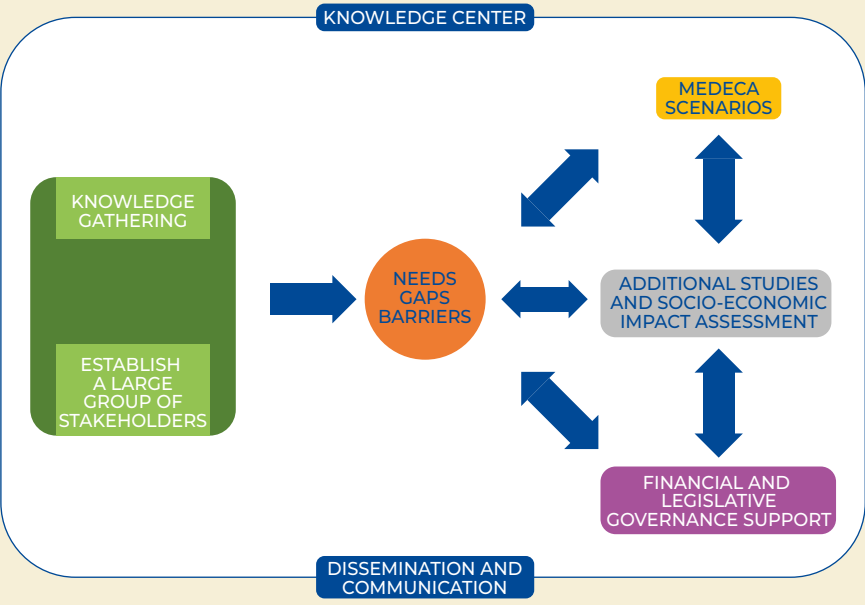 KNOWLEDGE CENTER
MEDECA
SCENARIOS
KNOWLEDGE
GATHERING
NEEDS
GAPS
BARRIERS
ADDITIONAL STUDIES
AND SOCIO-ECONOMIC
IMPACT ASSESSMENT
ESTABLISH
A LARGE
GROUP OF
STAKEHOLDERS
FINANCIAL AND
LEGISLATIVE
GOVERNANCE SUPPORT
DISSEMINATION AND
COMMUNICATION